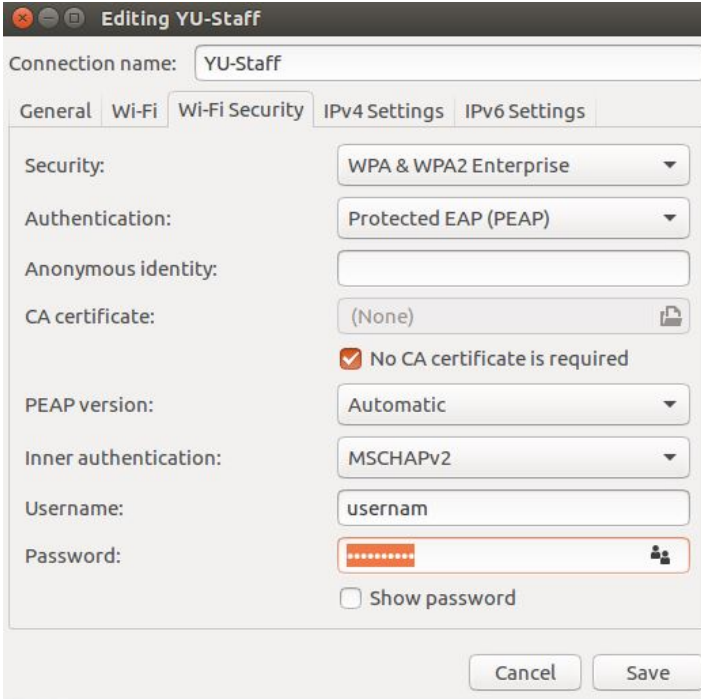 Editing YU-Staff
Connection name: YU-Staff
General Wi-Fi Wi-Fi Security IPv4 Settings IPv6 Settings
Security: WPA & WPA2 Enterprise
Authentication: Protected EAP (PEAP)
Anonymous identity:
CA certificate: (None)
No CA certificate is required
PEAP version: Automatic
Inner authentication: MSCHAPv2
Username: usernam
Password: ••••••••••
Show password
Cancel Save